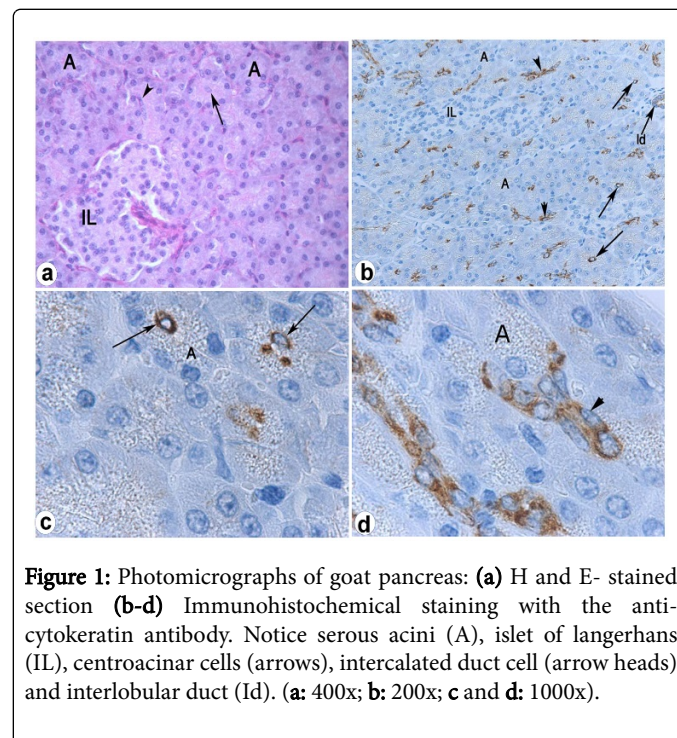 A
A
IL
a
A
IL
Id
A
b
A
c
A
d
Figure 1: Photomicrographs of goat pancreas: (a) H and E- stained
section (b-d) Immunohistochemical staining with the anti-
cytokeratin antibody. Notice serous acini (A), islet of langerhans
(IL), centroacinar cells (arrows), intercalated duct cell (arrow heads)
and interlobular duct (Id). (a: 400x; b: 200x; c and d: 1000x).